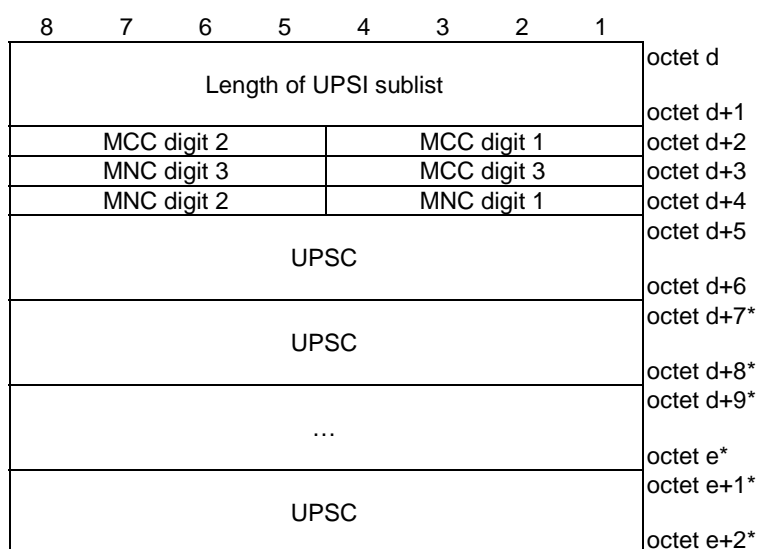 8 7 6 5 4 3 2 1
octet d
Length of UPSI sublist
octet d+1
MCC digit 2 MCC digit 1 octet d+2
MNC digit 3 MCC digit 3 octet d+3
MNC digit 2 MNC digit 1 octet d+4
octet d+5
UPSC
octet d+6
octet d+7*
UPSC
octet d+8*
octet d+9*
…
octet e*
octet e+1*
UPSC
octet e+2*